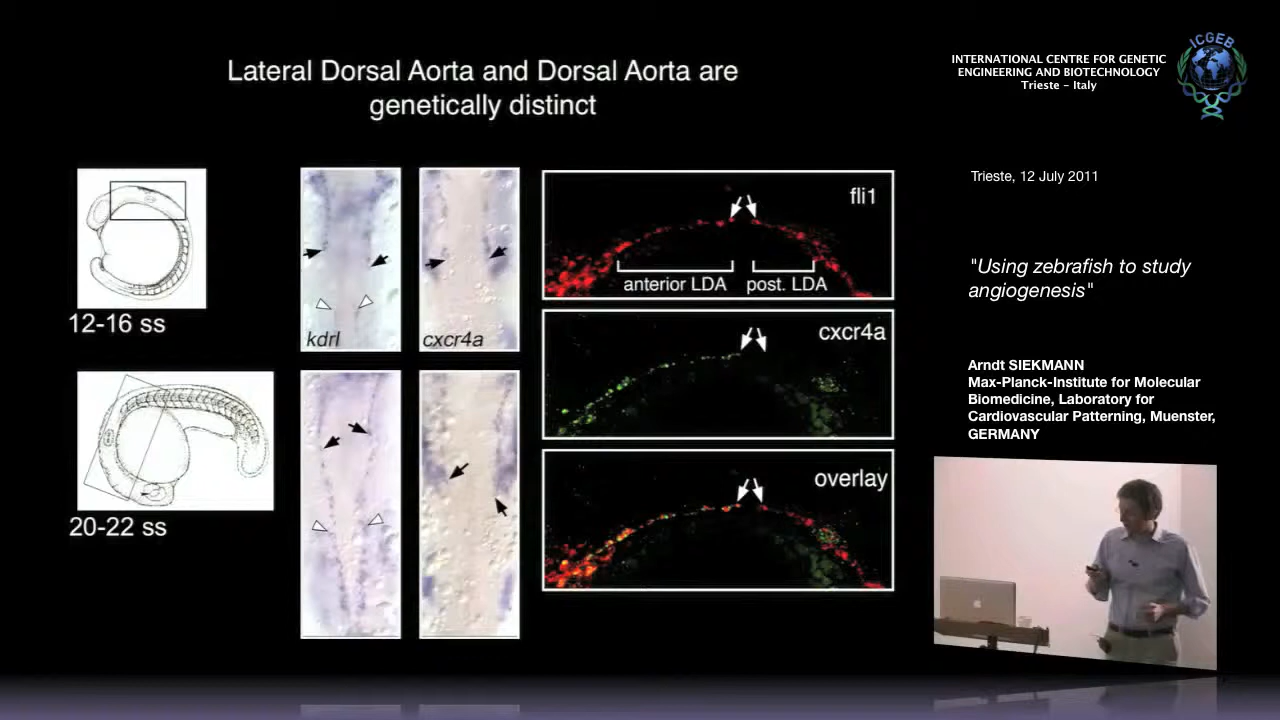 Lateral Dorsal Aorta and Dorsal Aorta are
genetically distinct
12-16 ss
20-22 ss
kdrl
cxcr4a
fli1
anterior LDA
post. LDA
cxcr4a
overlay
INTERNATIONAL CENTRE FOR GENETIC
ENGINEERING AND BIOTECHNOLOGY
Trieste - Italy
ICGEB
Trieste, 12 July 2011
"Using zebrafish to study
angiogenesis"
Arndt SIEKMANN
Max-Planck-Institute for Molecular
Biomedicine, Laboratory for
Cardiovascular Patterning, Muenster,
GERMANY